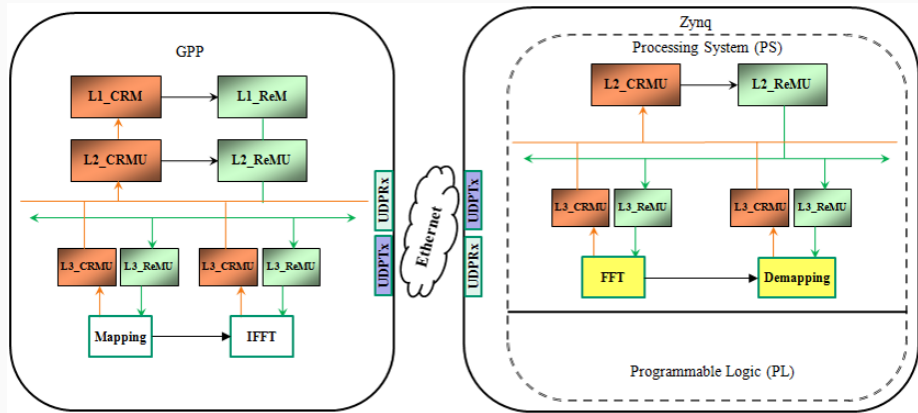 GPP
L1_CRM
L1_ReM
L2_CRMU
L2_ReMU
L3_CRMU
L3_ReMU
L3_CRMU
L3_ReMU
Mapping
IFFT
UDPRx
UDPTx
Ethernet
UDPTx
UDPRx
Zynq
Processing System (PS)
L2_CRMU
L2_ReMU
L3_CRMU
L3_ReMU
L3_CRMU
L3_ReMU
FFT
Demapping
Programmable Logic (PL)